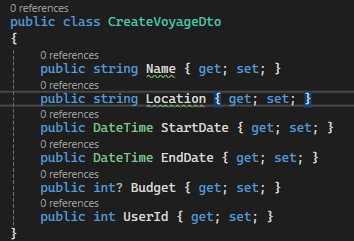 0 references
public class CreateVoyageDto
{
0 references
public string Name { get; set; }
0 references
public string Location { get; set; }
0 references
public DateTime StartDate { get; set; }
0 references
public DateTime EndDate { get; set; }
0 references
public int? Budget { get; set; }
0 references
public int UserId { get; set; }
}